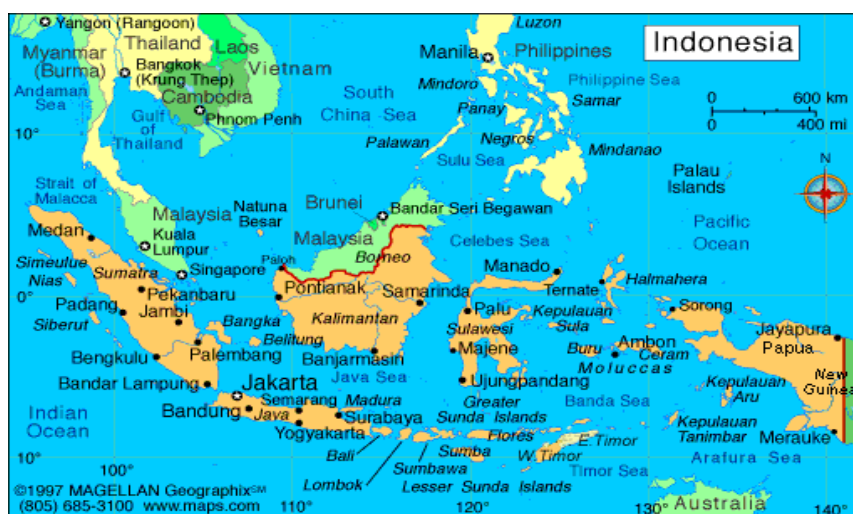 Yangon (Rangoon)
Luzon
Indonesia
Myanmar
(Burma)
Thailand
Laos
Vietnam
Bangkok
(Krung Thep)
Manila
Philippines
Andaman
Sea
Cambodia
Phnom Penh
Gulf
of
Thailand
South
China Sea
Mindoro
Panay
Samar
Philippine Sea
0 600 km
0 400 mi
10°
Palawan
Negros
Sulu Sea
Mindanao
Palau
Islands
N
Strait of
Malacca
Malaysia
Kuala
Lumpur
Natuna
Besar
Brunei
Bandar Seri Begawan
Malaysia
Pacific
Ocean
Medan
Simeulue
Nias
Sumatra
Singapore
Paloh
Borneo
Celebes Sea
Manado
Ternate
Halmahera
0°
Pekanbaru
Padang
Jambi
Siberut
Pontianak
Samarinda
Kalimantan
Palu
Sulawesi
Kepulauan
Sula
Sorong
Bangka
Belitung
Palembang
Bengkulu
Banjarmasin
Majene
Buru
Ambon
Ceram
Moluccas
Jayapura
Papua
New
Guinea
Bandar Lampung
Jakarta
Java Sea
Ujungpandang
Kepulauan
Aru
Indian
Ocean
Bandung
Semarang
Java
Madura
Surabaya
Yogyakarta
Greater
Sunda Islands
Banda Sea
Kepulauan
Tanimbar
Merauke
Bali
Lombok
Sumbawa
Sumba
Flores
Lesser Sunda Islands
W. Timor
E. Timor
Timor Sea
Arafura Sea
10°
100°
110°
120°
130°
140°
Australia
©1997 MAGELLAN Geographix℠
(805) 685-3100 www.maps.com